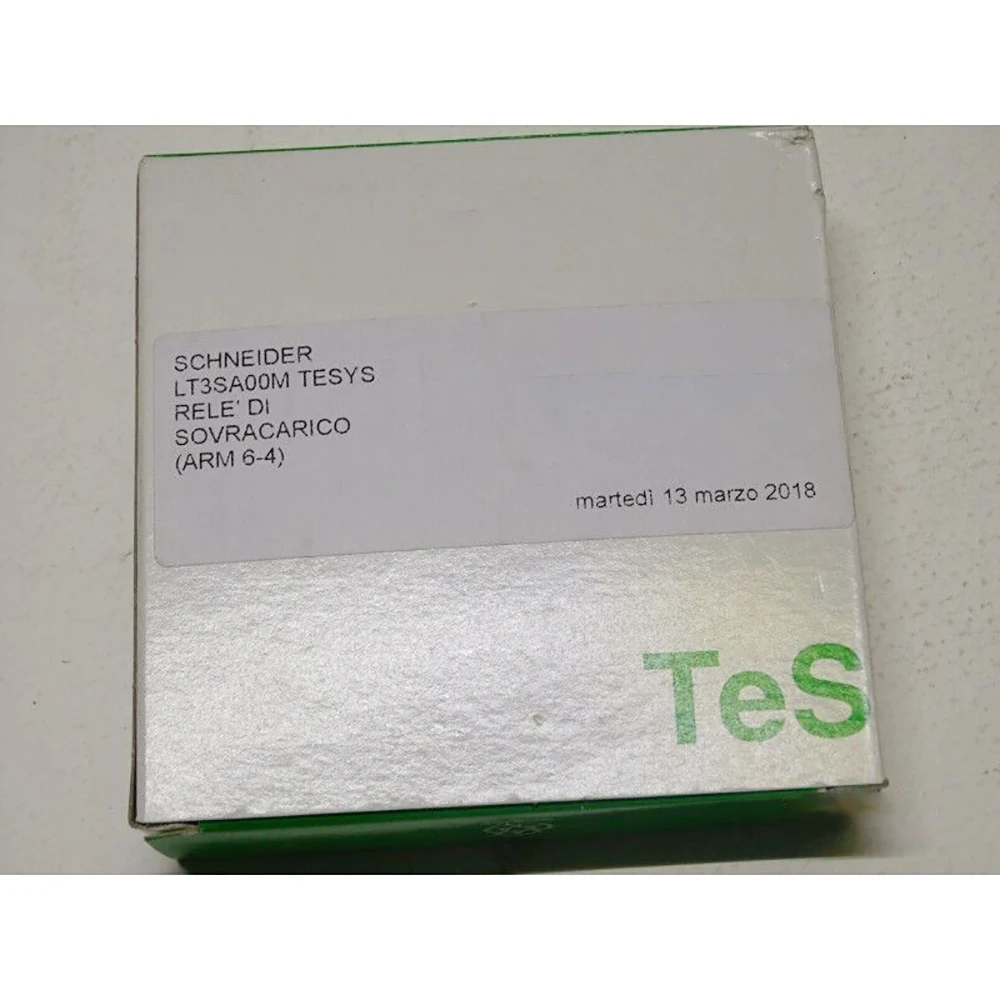 SCHNEIDER
LT3SA00M TESYS
RELE' DI
SOVRACARICO
(ARM 6-4)
martedì 13 marzo 2018
TeS